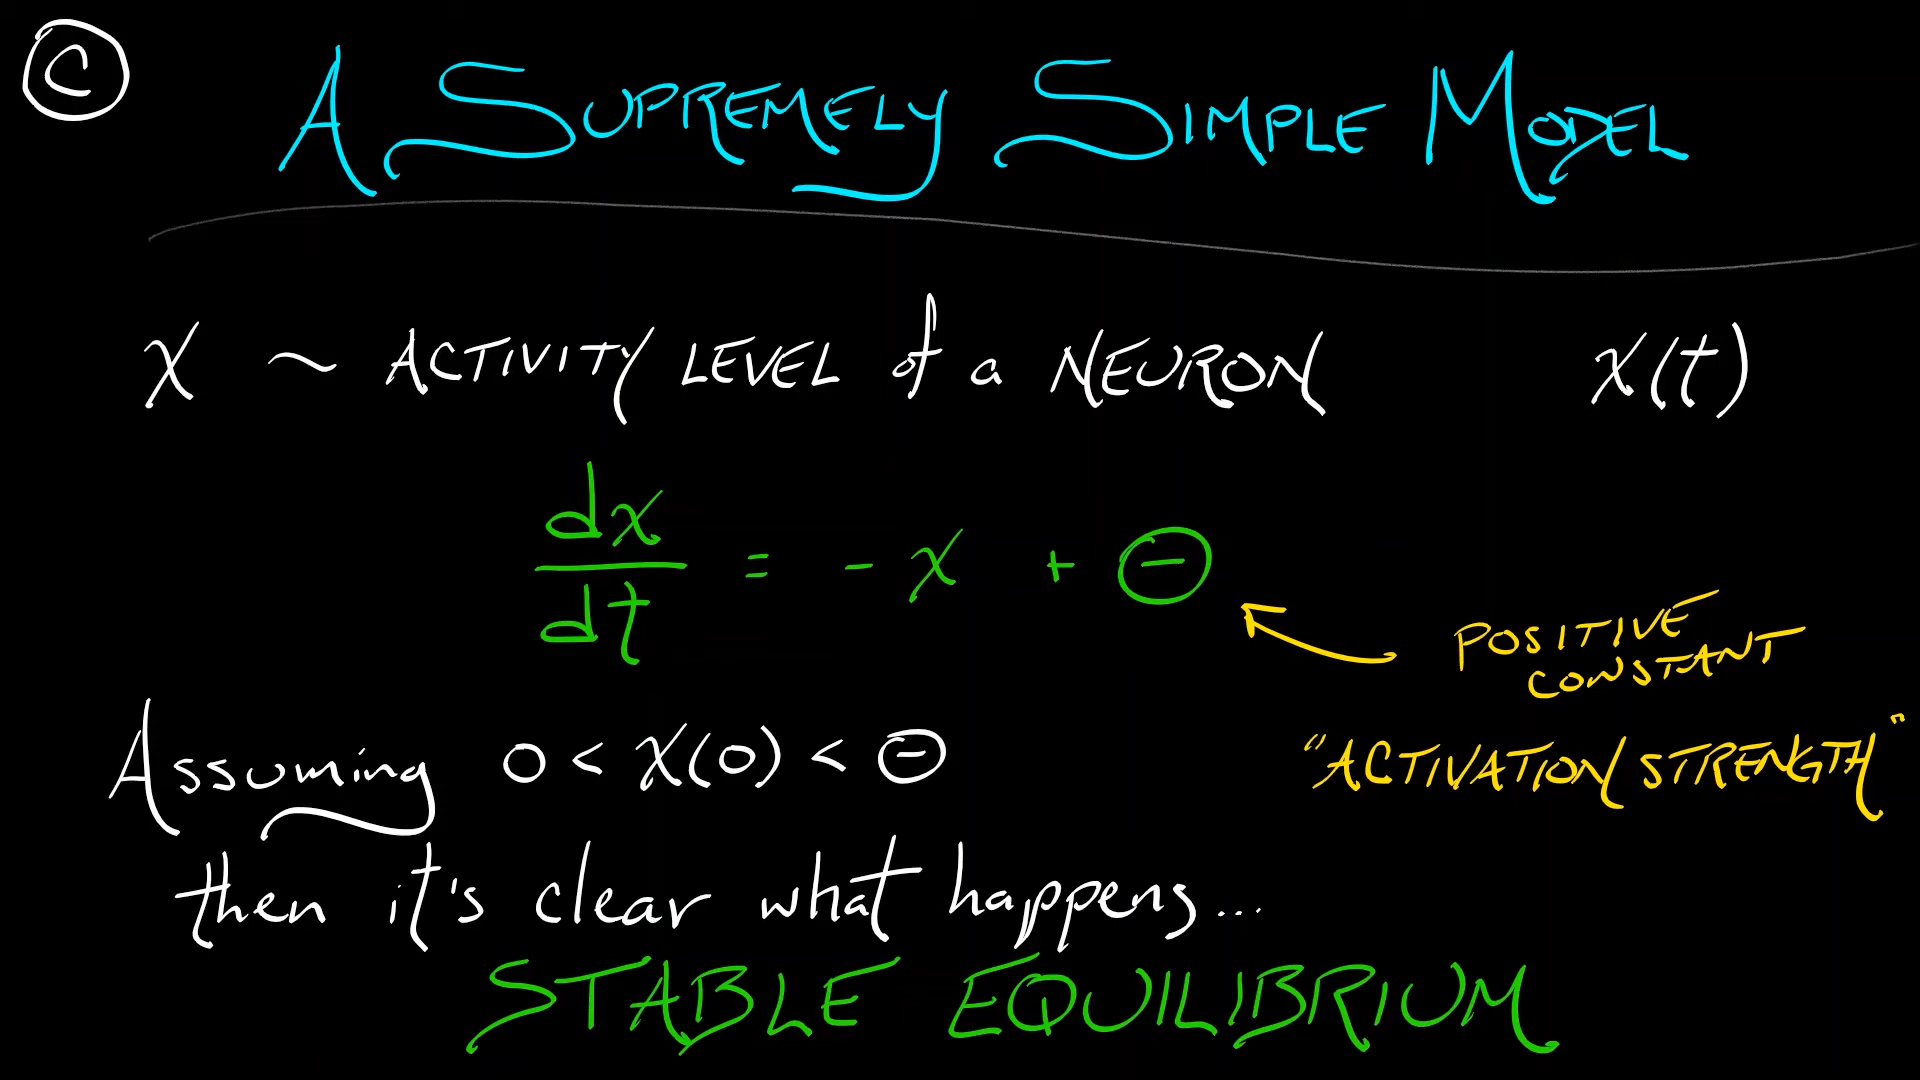 ©
A SUPREMELY SIMPLE MODEL
X ~ ACTIVITY LEVEL of a NEURON X(t)
dx/dt = - x + Θ
POSITIVE
CONSTANT
"ACTIVATION STRENGTH"
Assuming 0 < X(0) < Θ
then it's clear what happens...
STABLE EQUILIBRIUM